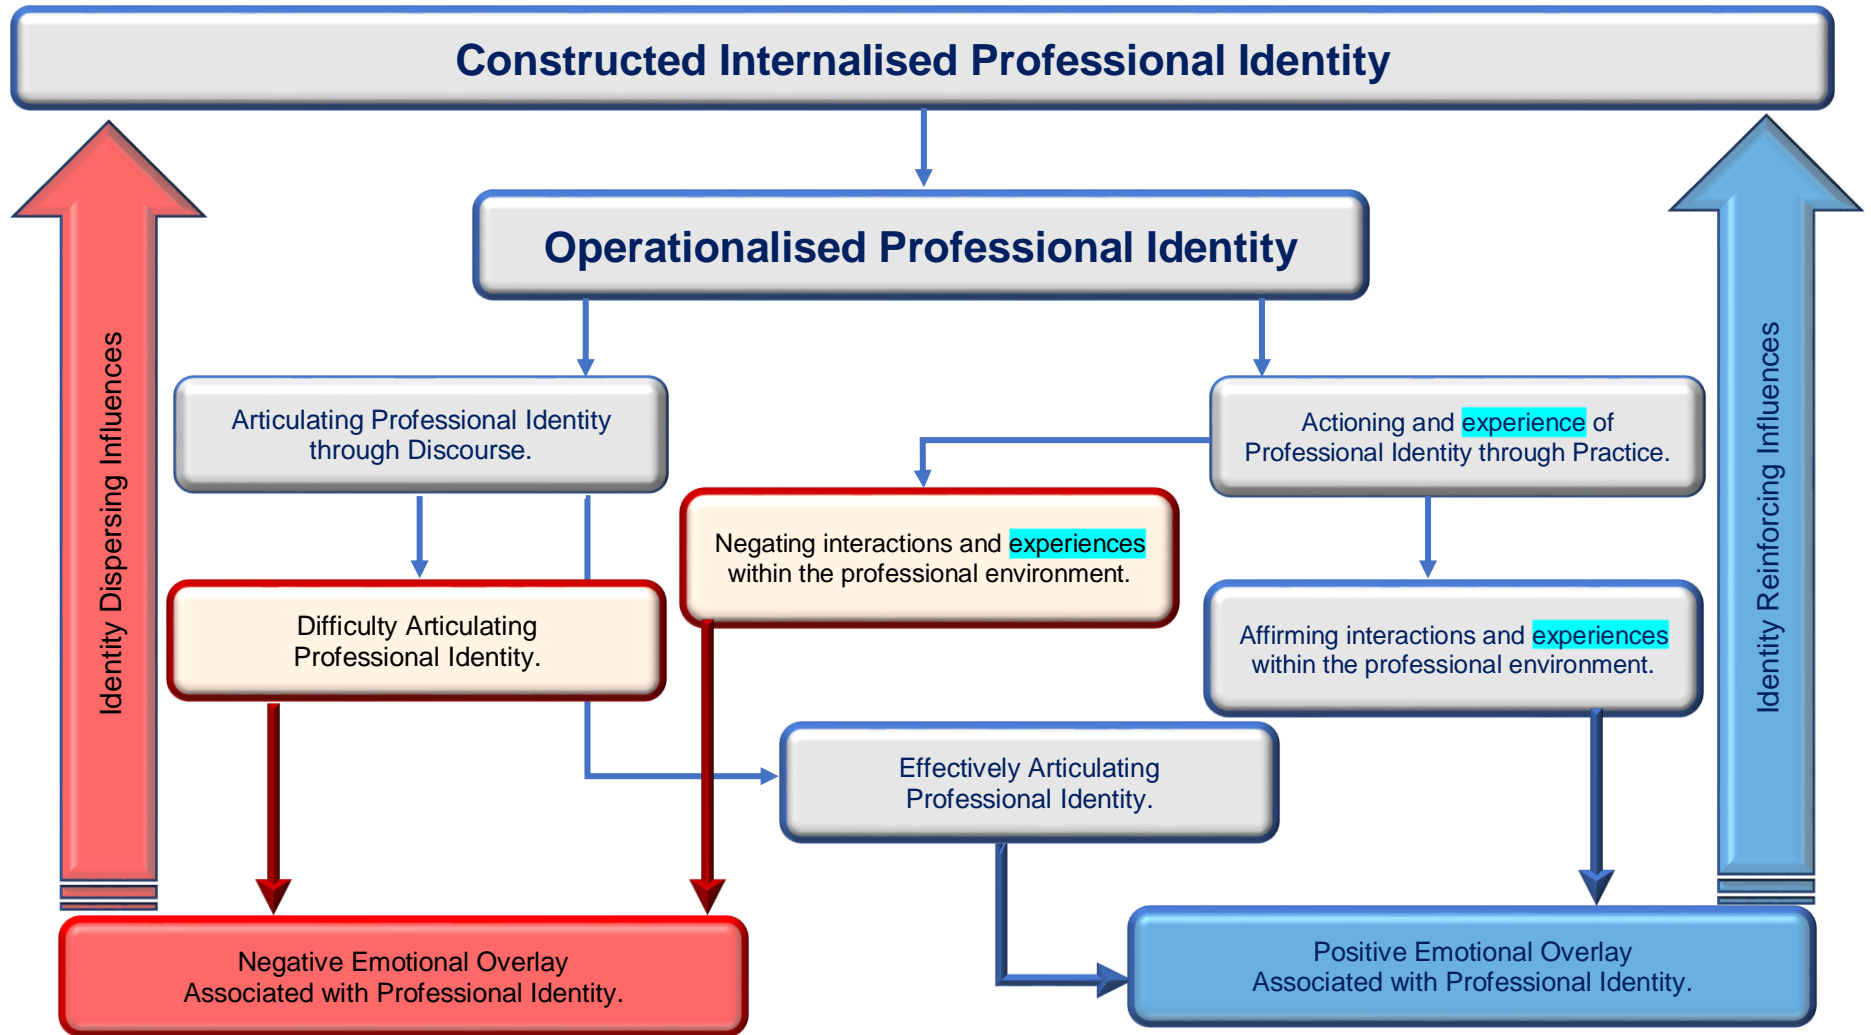 Constructed Internalised Professional Identity
Operationalised Professional Identity
Identity Dispersing Influences
Identity Reinforcing Influences
Articulating Professional Identity
through Discourse.
Actioning and experience of
Professional Identity through Practice.
Negating interactions and experiences
within the professional environment.
Difficulty Articulating
Professional Identity.
Affirming interactions and experiences
within the professional environment.
Effectively Articulating
Professional Identity.
Negative Emotional Overlay
Associated with Professional Identity.
Positive Emotional Overlay
Associated with Professional Identity.